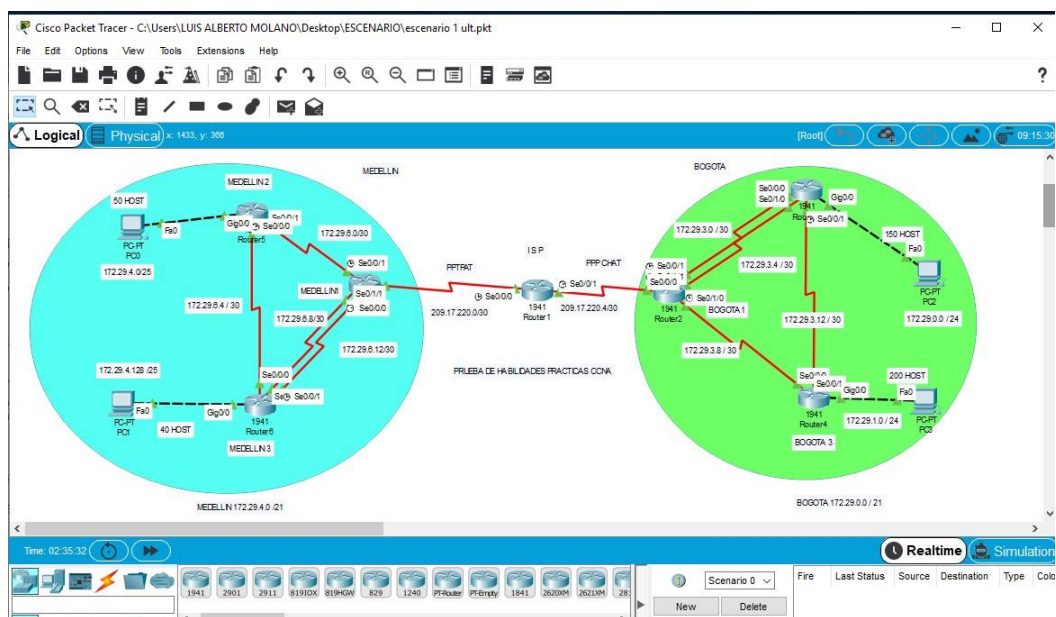 Cisco Packet Tracer - C:\Users\LUIS ALBERTO MOLANO\Desktop\ESCENARIO\escenario 1 ult.pkt
File Edit Options View Tools Extensions Help
?
Logical Physical x: 1433, y: 366 [Root] 09:15:30
MEDELLIN
MEDELLIN 2
50 HOST
Fa0
Gig0/0
Se0/0/1
Se0/0/0
Router5
PC-PT
PC0
172.29.4.0/25
172.29.6.0/30
Se0/0/1
MEDELLIN1
Se0/1/1
Se0/0/0
172.29.6.4 / 30
172.29.6.8/30
172.29.6.12/30
172.29.4.128 /25
Se0/0/0
Se0/0/1
Fa0
Gig0/0
PC-PT
PC1
40 HOST
1941
Router6
MEDELLIN 3
MEDELLIN 172.29.4.0 /21
PPTPAT
209.17.220.0/30
ISP
Se0/0/0
Se0/0/1
1941
Router1
PPP CHAT
209.17.220.4/30
PRUEBA DE HABILIDADES PRACTICAS CCNA
BOGOTA
Se0/0/0
Se0/1/0
Gig0/0
1941
Se0/0/1
172.29.3.0 / 30
150 HOST
Fa0
172.29.3.4 / 30
PC-PT
PC2
172.29.0.0 / 24
Se0/0/1
Se0/0/0
Se0/1/0
1941
Router2
BOGOTA 1
172.29.3.12 / 30
172.29.3.8 / 30
Se0/0/1
Gig0/0
200 HOST
Fa0
1941
Router4
172.29.1.0 / 24
PC-PT
PC3
BOGOTA 3
BOGOTA 172.29.0.0 / 21
Time: 02:35:32 Realtime Simulation
1941 2901 2911 819IOX 819HGW 829 1240 PT-Router PT-Empty 1841 2620XM 2621XM
Scenario 0
New Delete
Fire Last Status Source Destination Type